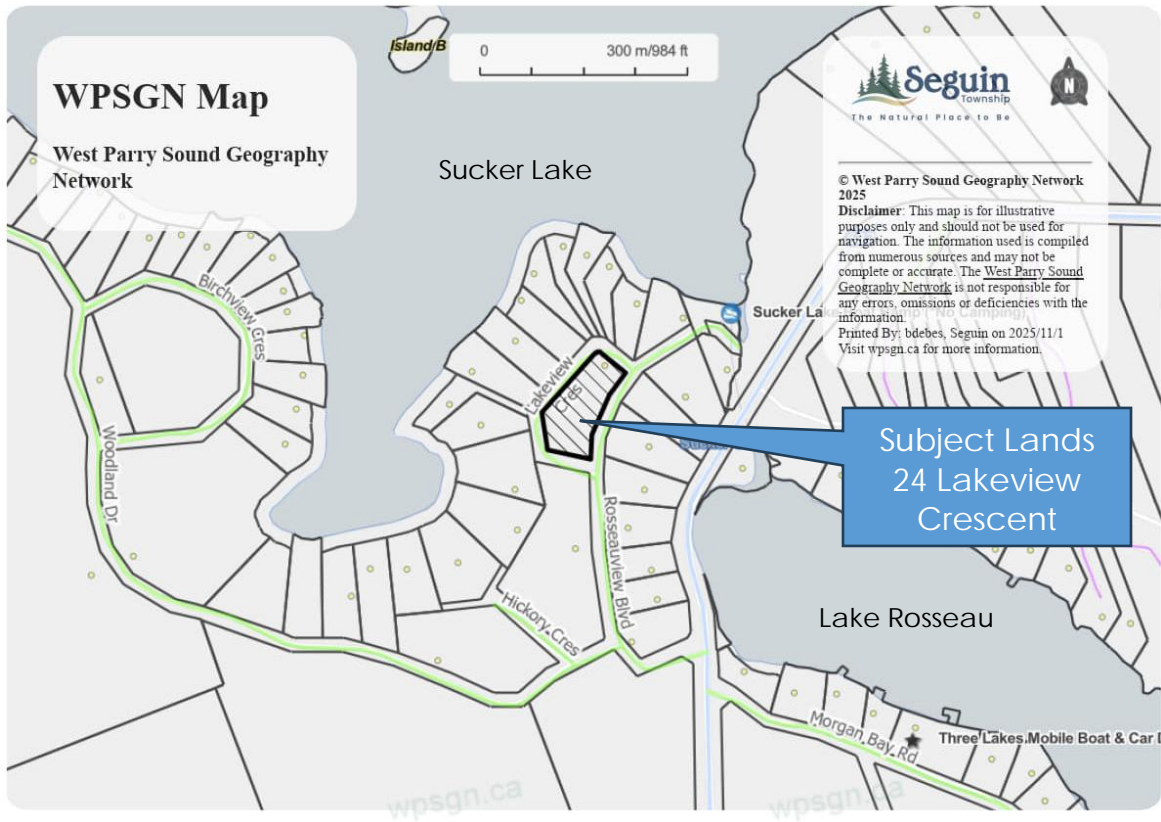 Island/B
0 300 m/984 ft
WPSGN Map
West Parry Sound Geography
Network
Sucker Lake
Seguin
Township
The Natural Place to Be
N
© West Parry Sound Geography Network
2025
Disclaimer: This map is for illustrative
purposes only and should not be used for
navigation. The information used is compiled
from numerous sources and may not be
complete or accurate. The West Parry Sound
Geography Network is not responsible for
any errors, omissions or deficiencies with the
information.
Printed By: bdebes, Seguin on 2025/11/1
Visit wpsgn.ca for more information.
Sucker Lake
No Camping)
Birchview Cres
Lakeview
Cres
Woodland Dr
Subject Lands
24 Lakeview
Crescent
Rosseauview Blvd
Hickory Cres
Lake Rosseau
Morgan Bay Rd
Three Lakes Mobile Boat & Car
wpsgn.ca
wpsgn.ca